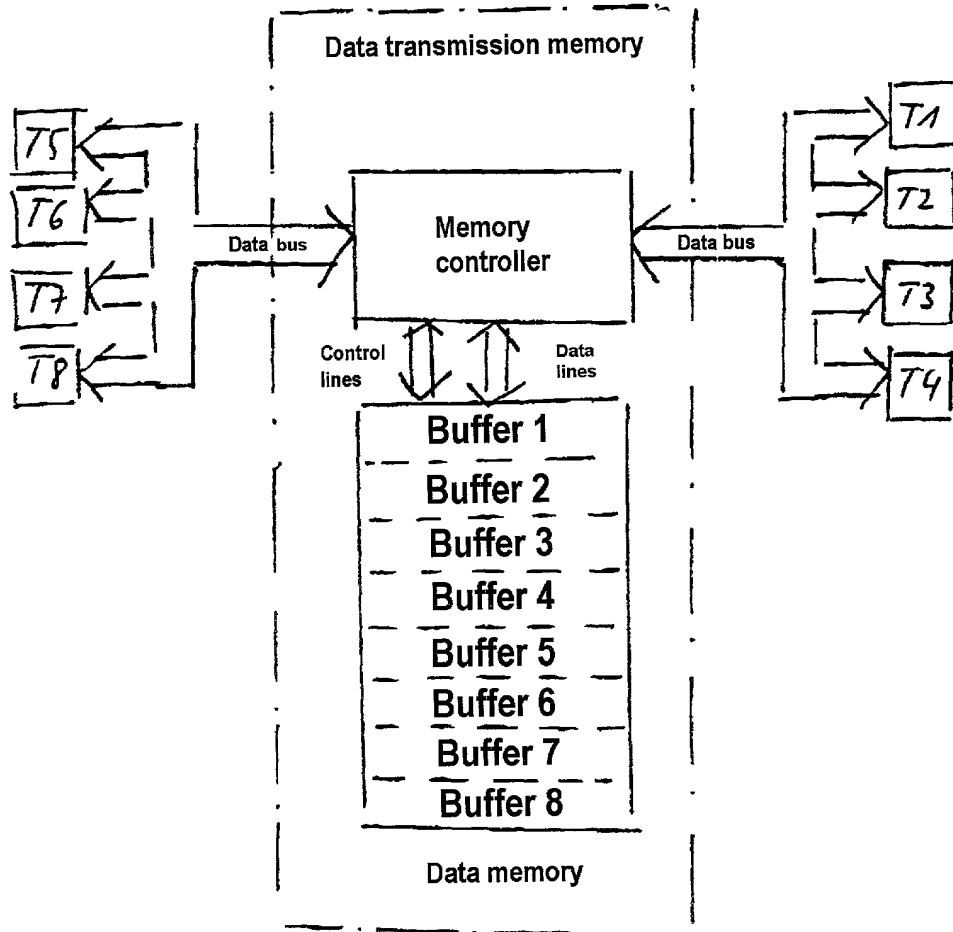 Data transmission memory
T5
T6
T7
T8
Data bus
Memory
controller
Data bus
T1
T2
T3
T4
Control
lines
Data
lines
Buffer 1
Buffer 2
Buffer 3
Buffer 4
Buffer 5
Buffer 6
Buffer 7
Buffer 8
Data memory